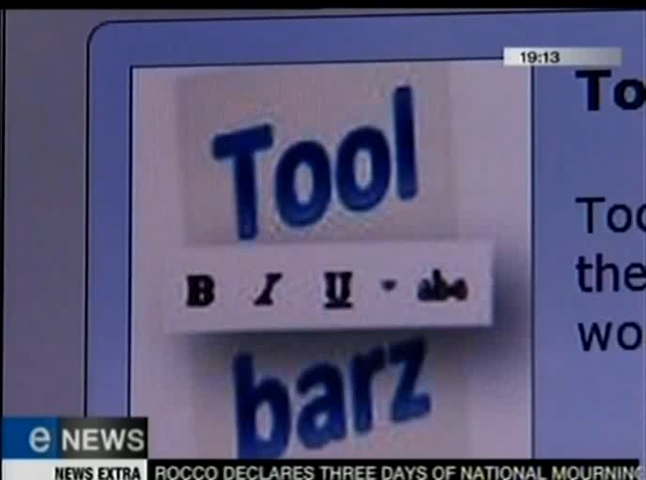 19:13
To
Tool
Too
the
wo
B I U abc
barz
e NEWS
NEWS EXTRA ROCCO DECLARES THREE DAYS OF NATIONAL MOURNING